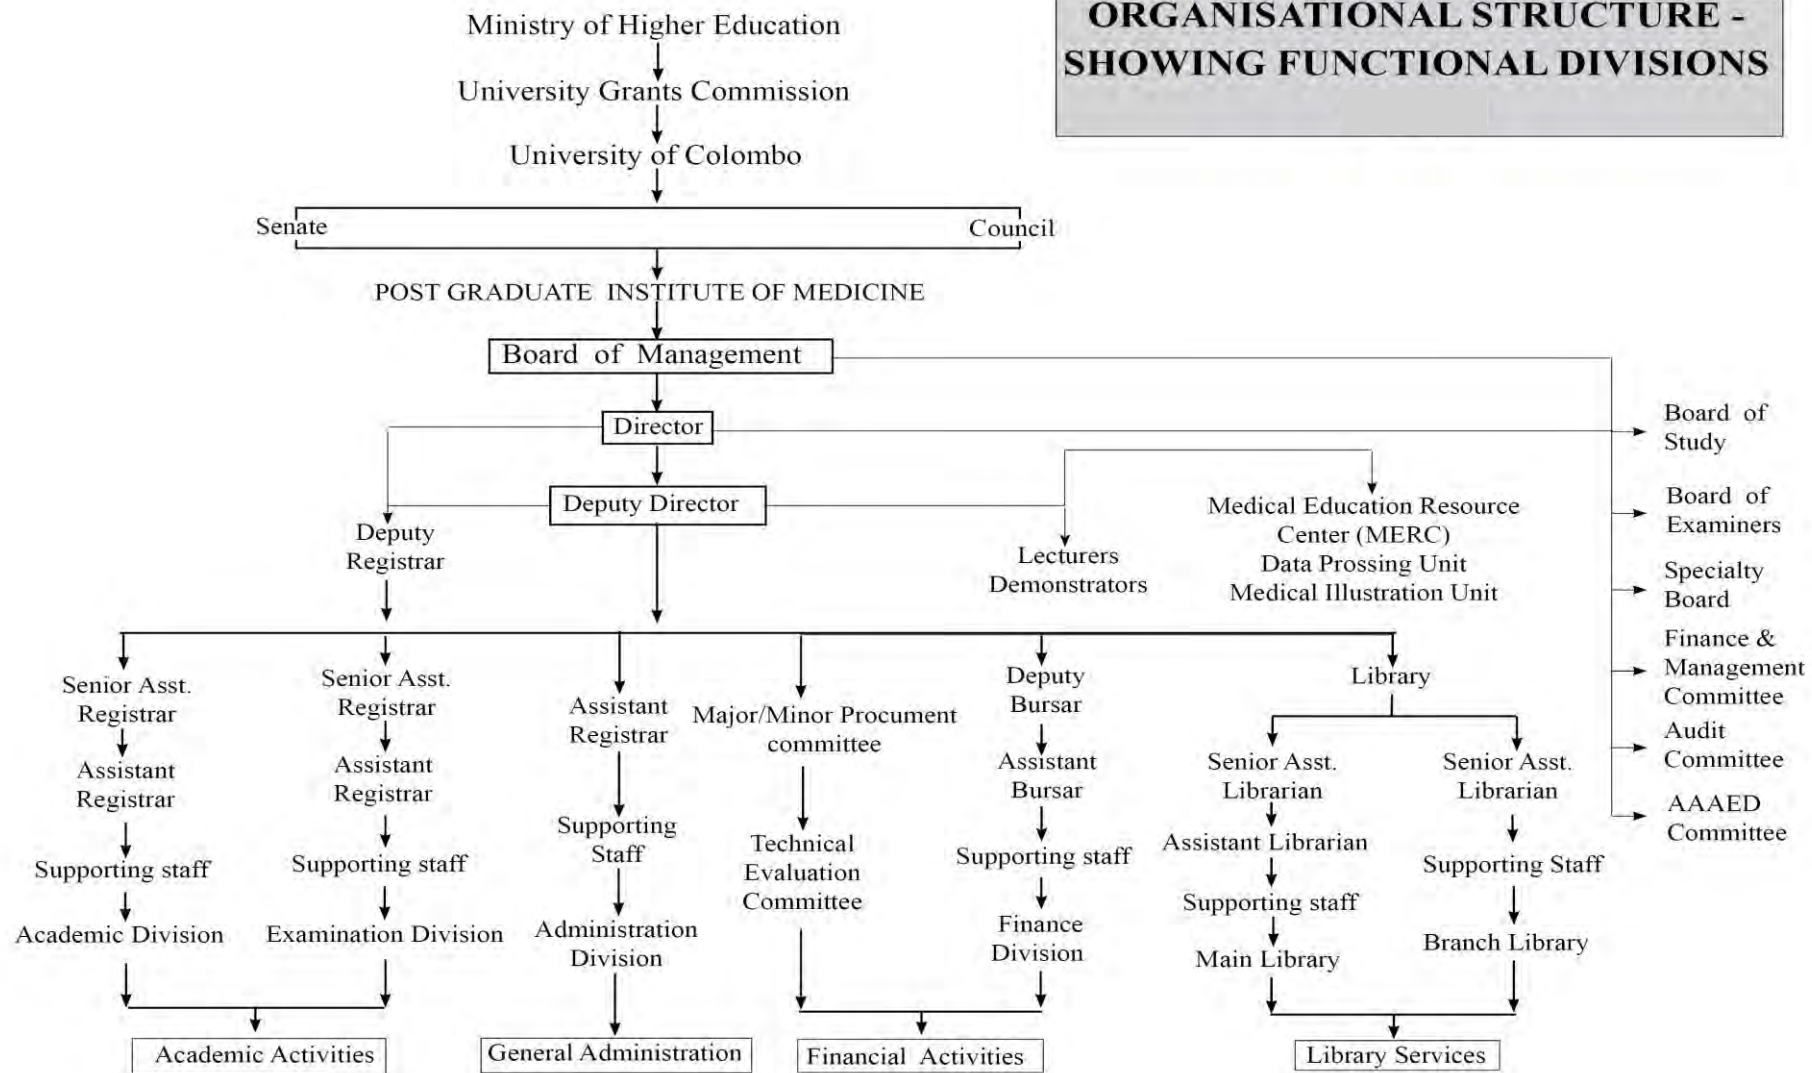 ORGANISATIONAL STRUCTURE -
SHOWING FUNCTIONAL DIVISIONS
Ministry of Higher Education
University Grants Commission
University of Colombo
Senate
Council
POST GRADUATE INSTITUTE OF MEDICINE
Board of Management
Director
Deputy Director
Deputy
Registrar
Lecturers
Demonstrators
Medical Education Resource
Center (MERC)
Data Prossing Unit
Medical Illustration Unit
Board of
Study
Board of
Examiners
Specialty
Board
Finance &
Management
Committee
Audit
Committee
AAAED
Committee
Senior Asst.
Registrar
Assistant
Registrar
Supporting staff
Academic Division
Senior Asst.
Registrar
Assistant
Registrar
Supporting staff
Examination Division
Academic Activities
Assistant
Registrar
Supporting
Staff
Administration
Division
General Administration
Major/Minor Procument
committee
Technical
Evaluation
Committee
Deputy
Bursar
Assistant
Bursar
Supporting staff
Finance
Division
Financial Activities
Library
Senior Asst.
Librarian
Assistant Librarian
Supporting staff
Main Library
Senior Asst.
Librarian
Supporting Staff
Branch Library
Library Services